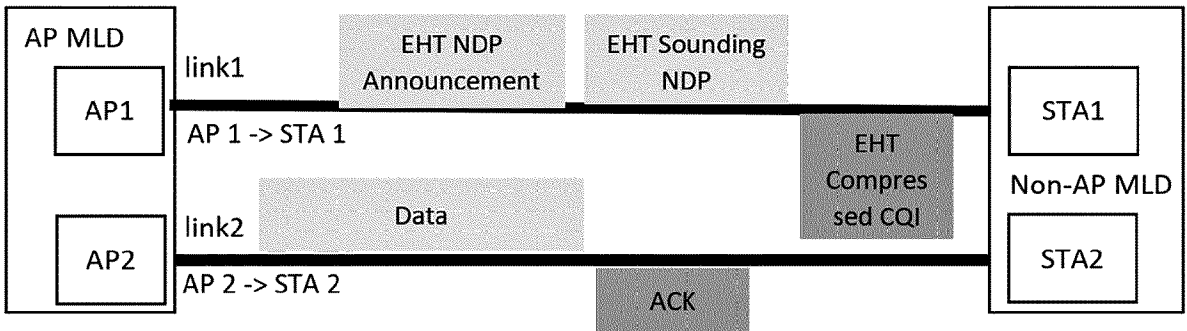 AP MLD
AP1
link1
AP 1 -> STA 1
EHT NDP
Announcement
EHT Sounding
NDP
EHT
Compres
sed CQI
STA1
Non-AP MLD
AP2
link2
AP 2 -> STA 2
Data
ACK
STA2